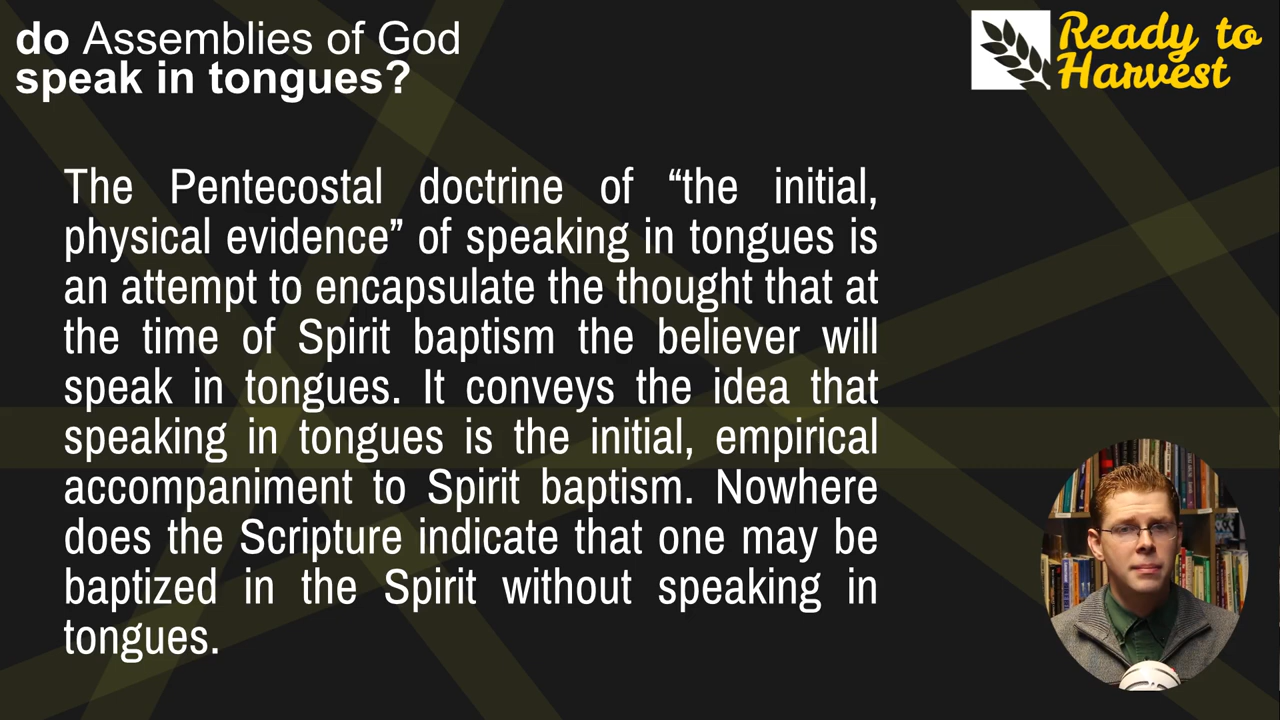 do Assemblies of God
speak in tongues?
Ready to
Harvest
The Pentecostal doctrine of “the initial,
physical evidence” of speaking in tongues is
an attempt to encapsulate the thought that at
the time of Spirit baptism the believer will
speak in tongues. It conveys the idea that
speaking in tongues is the initial, empirical
accompaniment to Spirit baptism. Nowhere
does the Scripture indicate that one may be
baptized in the Spirit without speaking in
tongues.